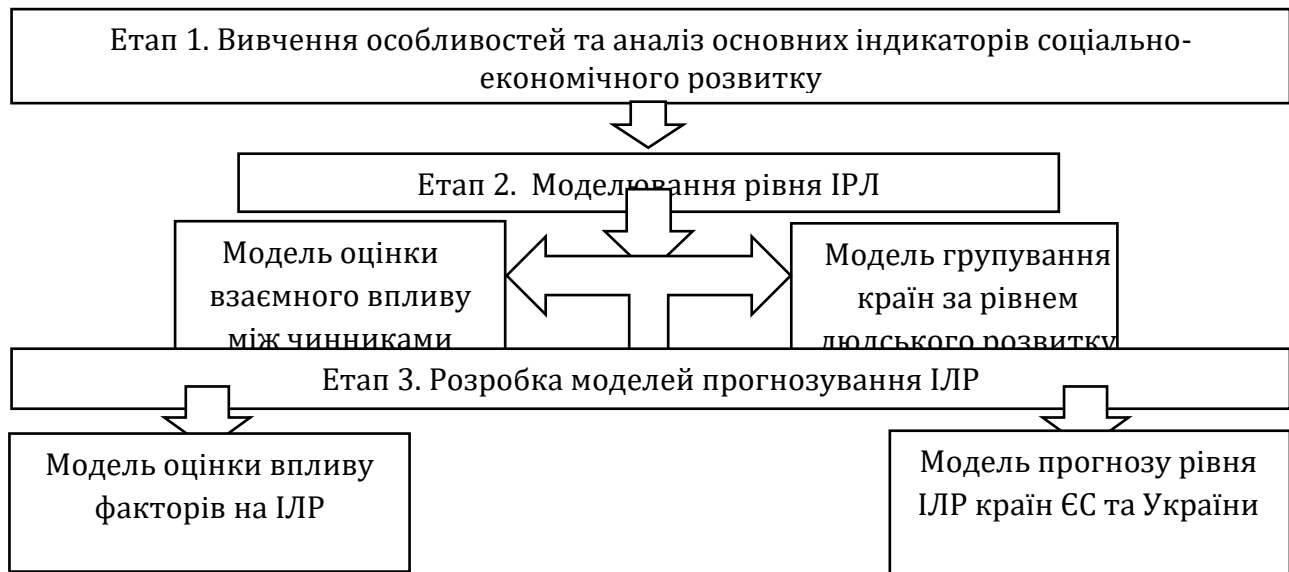 Етап 1. Вивчення особливостей та аналіз основних індикаторів соціально-
економічного розвитку
Етап 2. Моделювання рівня ІРЛ
Модель оцінки
взаємного впливу
між чинниками
Модель групування
країн за рівнем
людського розвитку
Етап 3. Розробка моделей прогнозування ІЛР
Модель оцінки впливу
факторів на ІЛР
Модель прогнозу рівня
ІЛР країн ЄС та України